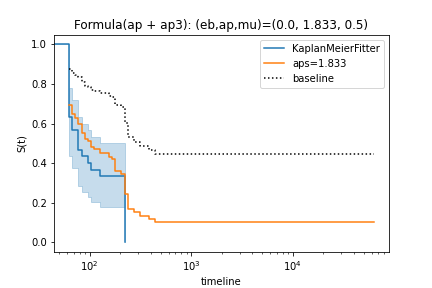 Formula(ap + ap3): (eb,ap,mu)=(0.0, 1.833, 0.5)
KaplanMeierFitter
aps=1.833
baseline
1.0
0.8
0.6
0.4
0.2
0.0
S(t)
10² 10³ 10⁴
timeline